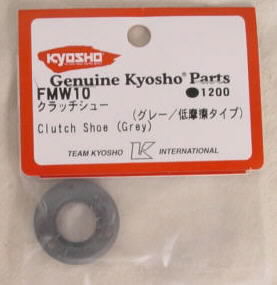 KYOSHO
Genuine Kyosho® Parts
FMW10 ●1200
クラッチシュー
(グレー/低摩擦タイプ)
Clutch Shoe (Grey)
TEAM KYOSHO K INTERNATIONAL